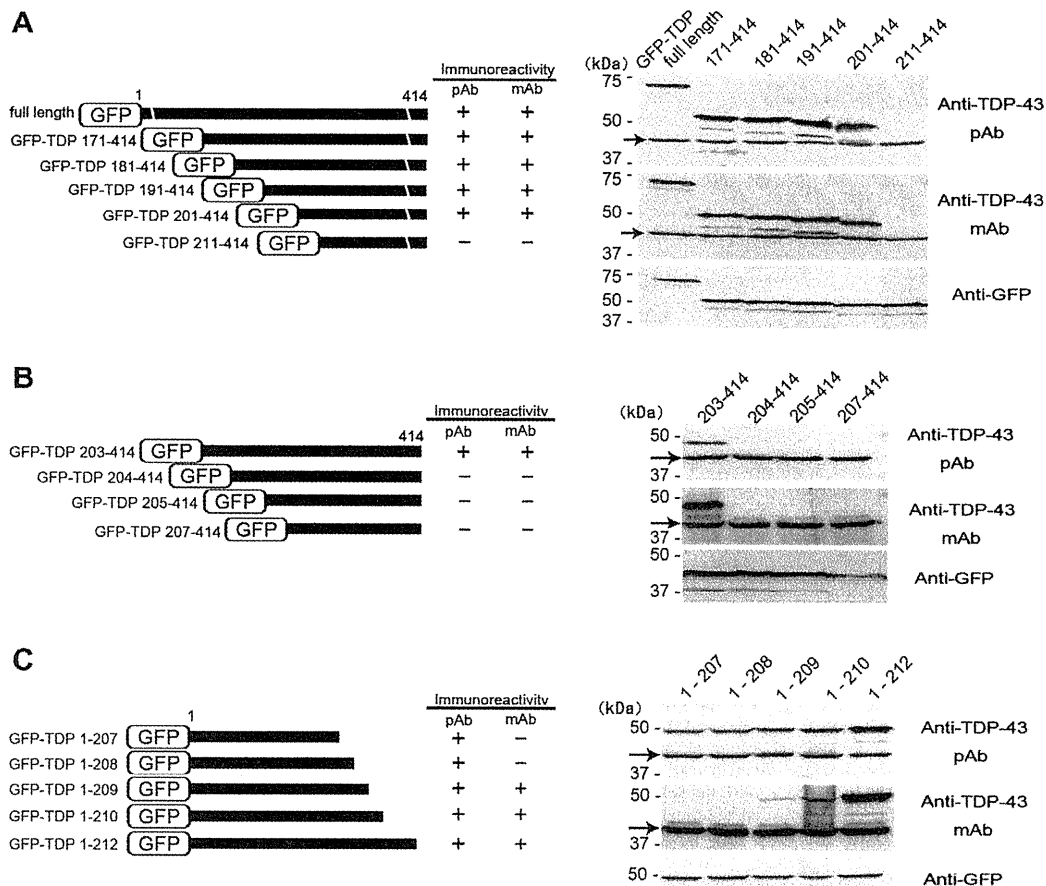 A
Immunoreactivity
pAb mAb
1 414
full length GFP + +
GFP-TDP 171-414 GFP + +
GFP-TDP 181-414 GFP + +
GFP-TDP 191-414 GFP + +
GFP-TDP 201-414 GFP + +
GFP-TDP 211-414 GFP − −
GFP-TDP
full length
171-414
181-414
191-414
201-414
211-414
(kDa)
75 -
50 -
37 -
Anti-TDP-43
pAb
75 -
50 -
37 -
Anti-TDP-43
mAb
75 -
50 -
37 -
Anti-GFP
B
Immunoreactivity
pAb mAb
414
GFP-TDP 203-414 GFP + +
GFP-TDP 204-414 GFP − −
GFP-TDP 205-414 GFP − −
GFP-TDP 207-414 GFP − −
203-414
204-414
205-414
207-414
(kDa)
50 -
37 -
Anti-TDP-43
pAb
50 -
37 -
Anti-TDP-43
mAb
50 -
37 -
Anti-GFP
C
Immunoreactivity
pAb mAb
1
GFP-TDP 1-207 GFP + −
GFP-TDP 1-208 GFP + −
GFP-TDP 1-209 GFP + +
GFP-TDP 1-210 GFP + +
GFP-TDP 1-212 GFP + +
1 - 207
1 - 208
1 - 209
1 - 210
1 - 212
(kDa)
50 -
37 -
Anti-TDP-43
pAb
50 -
37 -
Anti-TDP-43
mAb
50 -
Anti-GFP